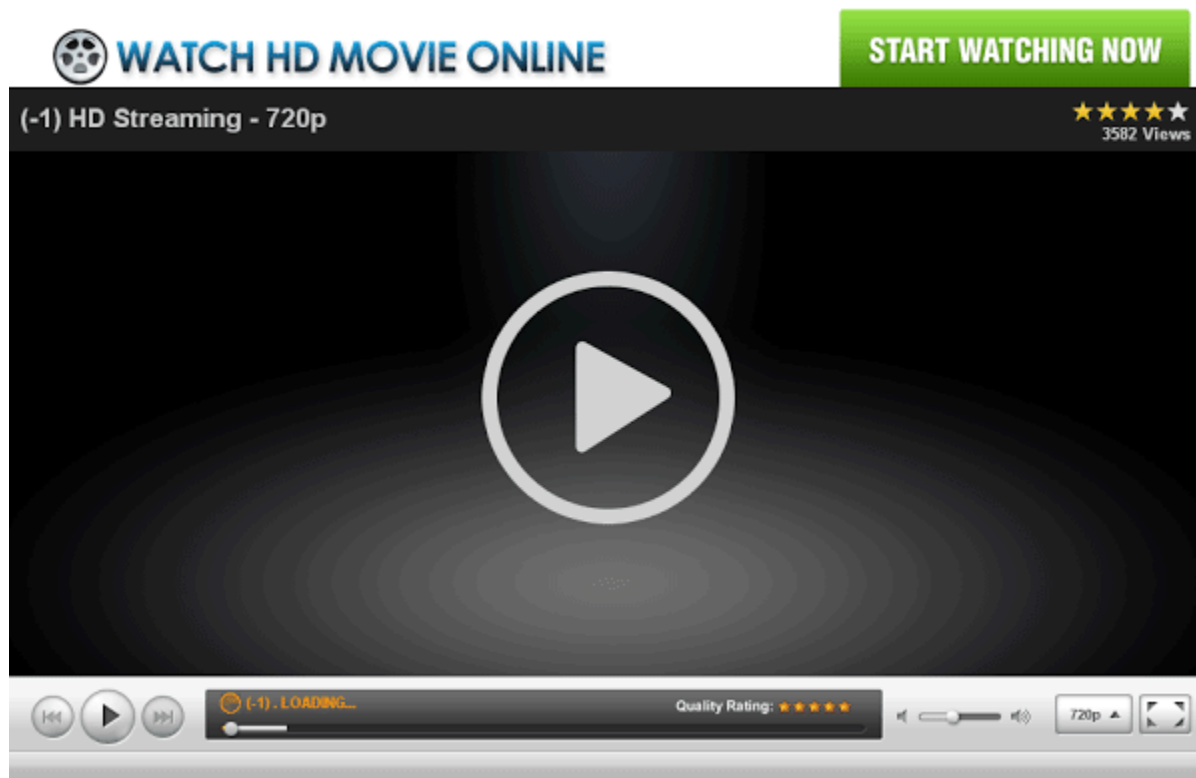 WATCH HD MOVIE ONLINE
START WATCHING NOW
(-1) HD Streaming - 720p
3582 Views
(-1) . LOADING...
Quality Rating:
720p